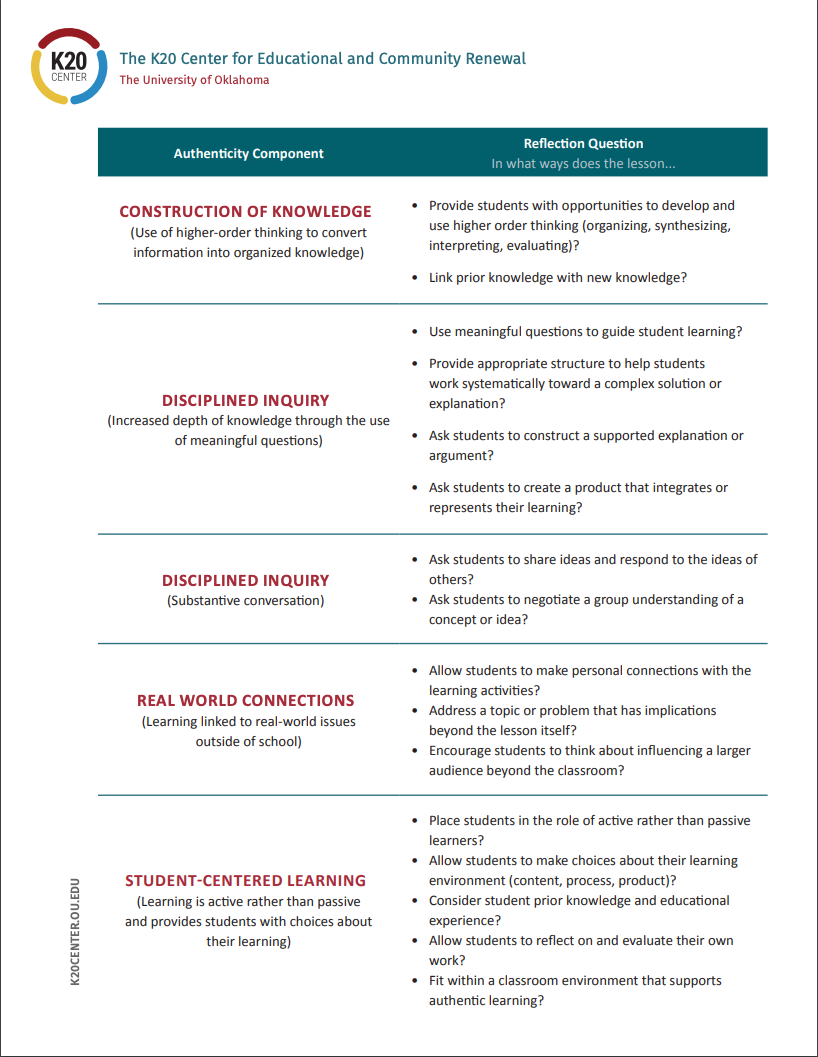 K20
CENTER
The K20 Center for Educational and Community Renewal
The University of Oklahoma
Authenticity Component
Reflection Question
In what ways does the lesson...
CONSTRUCTION OF KNOWLEDGE
(Use of higher-order thinking to convert
information into organized knowledge)
• Provide students with opportunities to develop and
use higher order thinking (organizing, synthesizing,
interpreting, evaluating)?
• Link prior knowledge with new knowledge?
DISCIPLINED INQUIRY
(Increased depth of knowledge through the use
of meaningful questions)
• Use meaningful questions to guide student learning?
• Provide appropriate structure to help students
work systematically toward a complex solution or
explanation?
• Ask students to construct a supported explanation or
argument?
• Ask students to create a product that integrates or
represents their learning?
DISCIPLINED INQUIRY
(Substantive conversation)
• Ask students to share ideas and respond to the ideas of
others?
• Ask students to negotiate a group understanding of a
concept or idea?
REAL WORLD CONNECTIONS
(Learning linked to real-world issues
outside of school)
• Allow students to make personal connections with the
learning activities?
• Address a topic or problem that has implications
beyond the lesson itself?
• Encourage students to think about influencing a larger
audience beyond the classroom?
STUDENT-CENTERED LEARNING
(Learning is active rather than passive
and provides students with choices about
their learning)
• Place students in the role of active rather than passive
learners?
• Allow students to make choices about their learning
environment (content, process, product)?
• Consider student prior knowledge and educational
experience?
• Allow students to reflect on and evaluate their own
work?
• Fit within a classroom environment that supports
authentic learning?
K20CENTER.OU.EDU